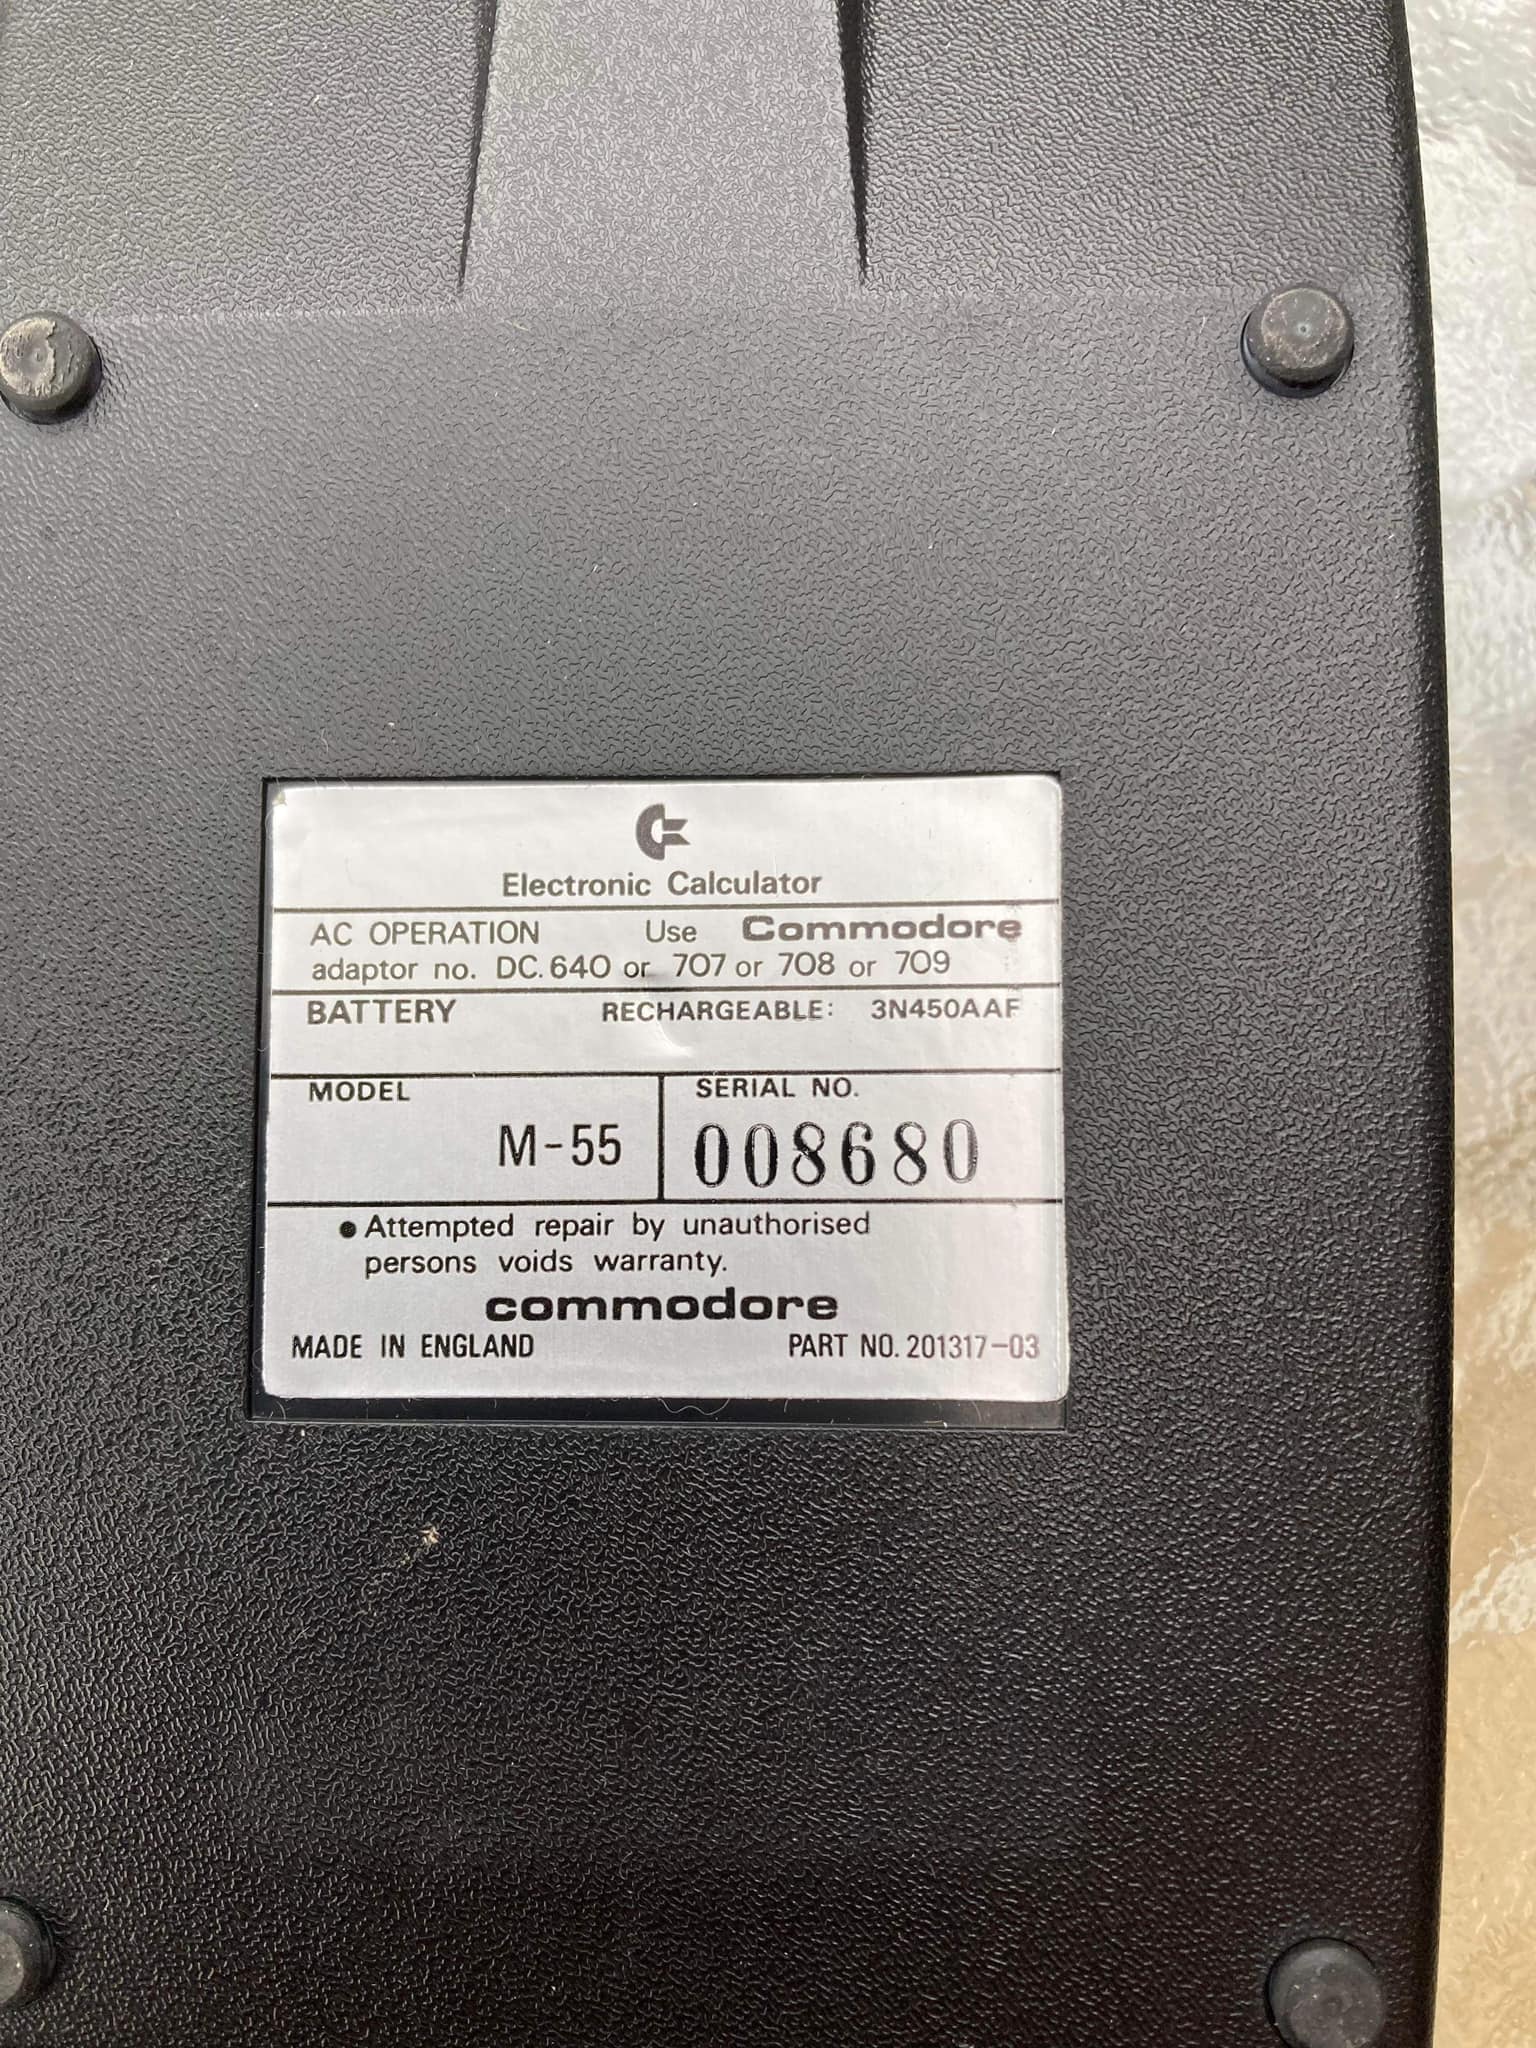 Electronic Calculator
AC OPERATION Use Commodore
adaptor no. DC.640 or 707 or 708 or 709
BATTERY RECHARGEABLE: 3N450AAF
MODEL SERIAL NO.
M-55 008680
● Attempted repair by unauthorised
persons voids warranty.
commodore
MADE IN ENGLAND PART NO. 201317-03